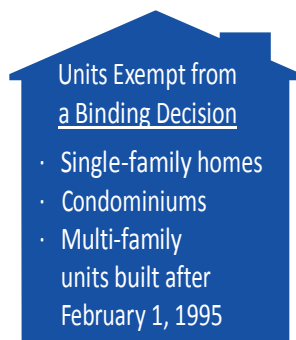 Units Exempt from
a Binding Decision
· Single-family homes
· Condominiums
· Multi-family
units built after
February 1, 1995